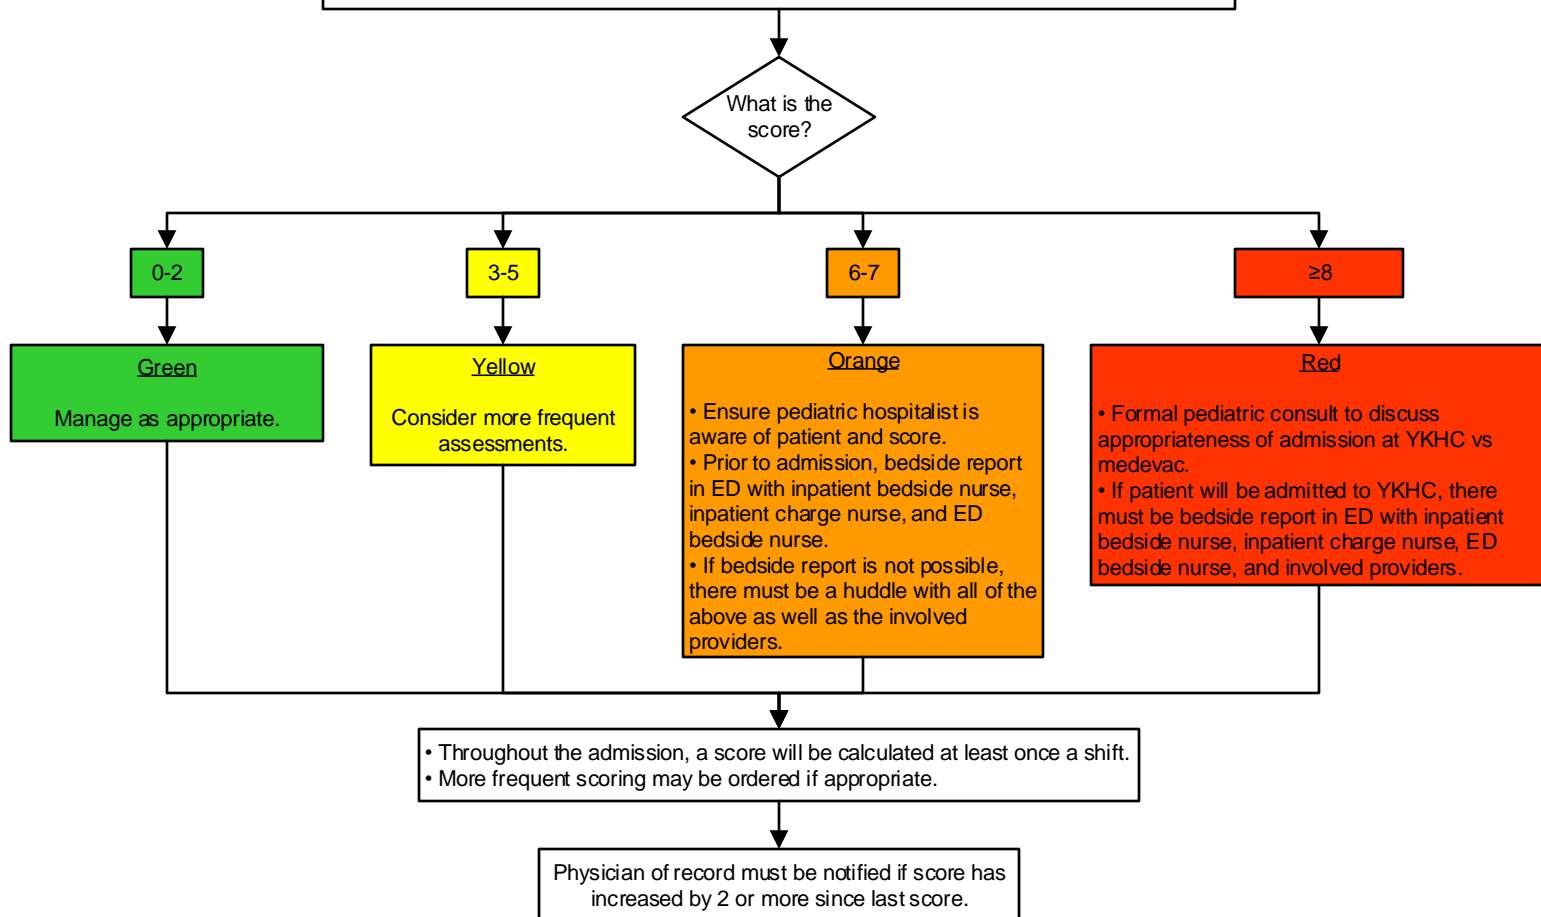 What is the
score?
0-2
3-5
6-7
≥8
Green
Manage as appropriate.
Yellow
Consider more frequent
assessments.
Orange
• Ensure pediatric hospitalist is
aware of patient and score.
• Prior to admission, bedside report
in ED with inpatient bedside nurse,
inpatient charge nurse, and ED
bedside nurse.
• If bedside report is not possible,
there must be a huddle with all of the
above as well as the involved
providers.
Red
• Formal pediatric consult to discuss
appropriateness of admission at YKHC vs
medevac.
• If patient will be admitted to YKHC, there
must be bedside report in ED with inpatient
bedside nurse, inpatient charge nurse, ED
bedside nurse, and involved providers.
• Throughout the admission, a score will be calculated at least once a shift.
• More frequent scoring may be ordered if appropriate.
Physician of record must be notified if score has
increased by 2 or more since last score.